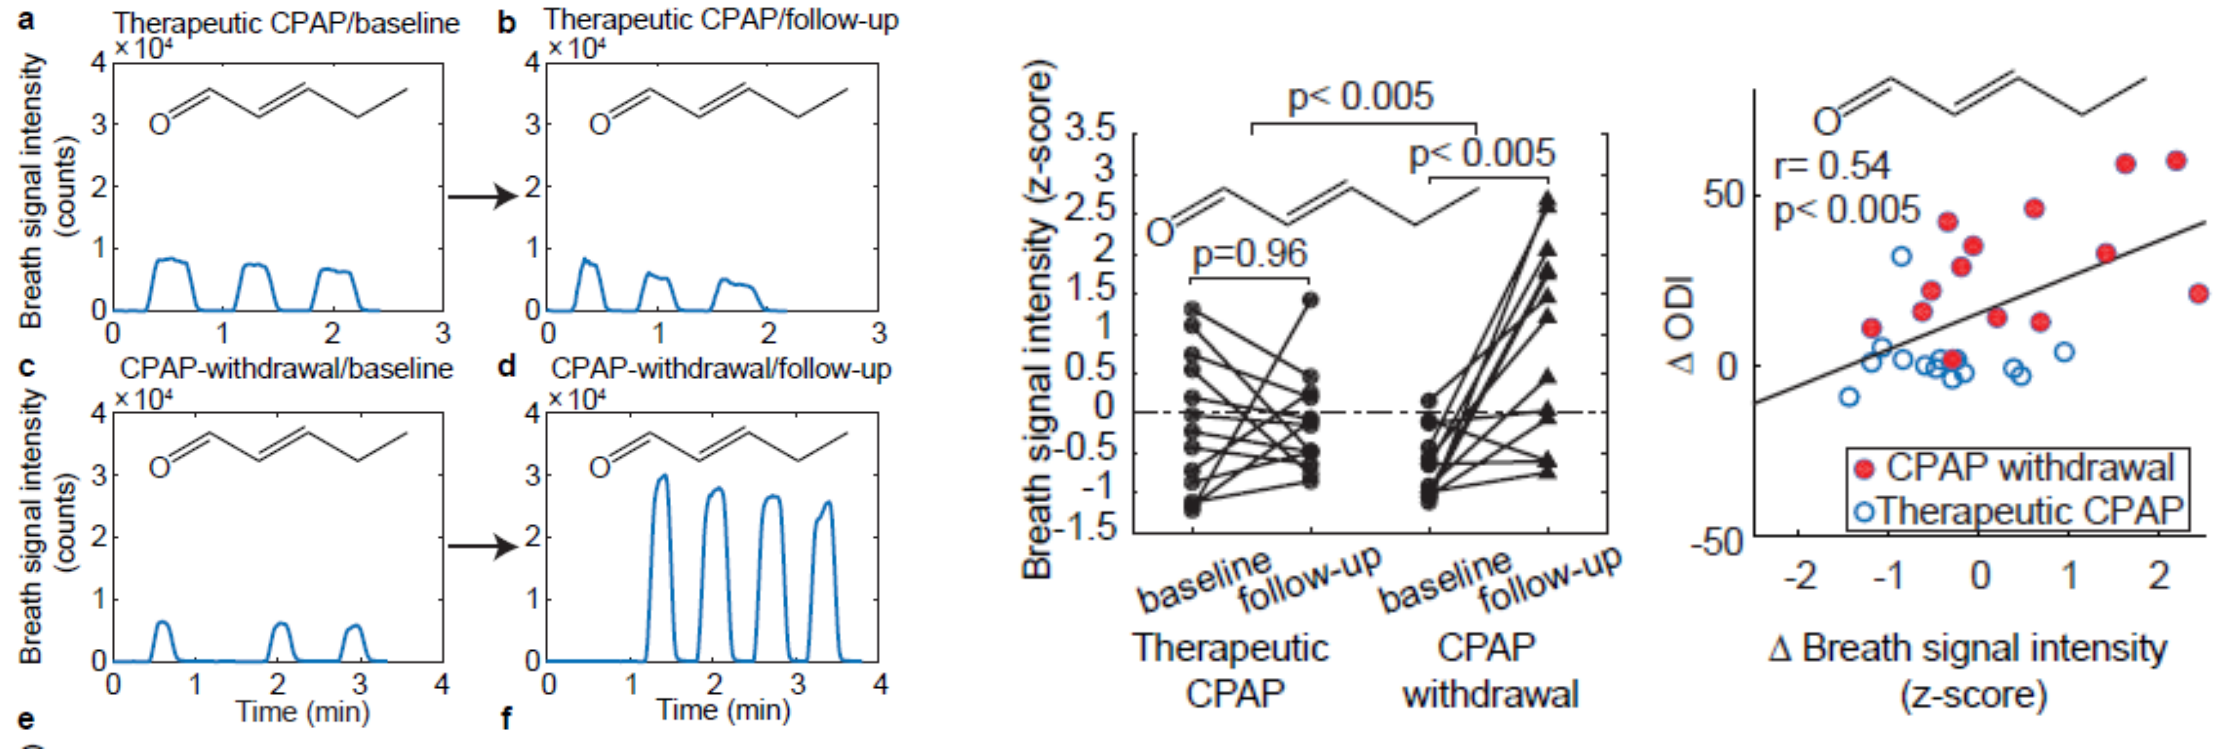 a Therapeutic CPAP/baseline
×10⁴
Breath signal intensity
(counts)
4
3
2
1
0
0 1 2 3
O
b Therapeutic CPAP/follow-up
×10⁴
4
3
2
1
0
0 1 2 3
O
c CPAP-withdrawal/baseline
×10⁴
Breath signal intensity
(counts)
4
3
2
1
0
0 1 2 3 4
Time (min)
O
d CPAP-withdrawal/follow-up
×10⁴
4
3
2
1
0
0 1 2 3 4
Time (min)
O
e
f
Breath signal intensity (z-score)
3.5
3
2.5
2
1.5
1
0.5
0
-0.5
-1
-1.5
p< 0.005
p< 0.005
O
p=0.96
baseline
follow-up
baseline
follow-up
Therapeutic
CPAP
CPAP
withdrawal
O
r= 0.54
p< 0.005
Δ ODI
50
0
-50
CPAP withdrawal
Therapeutic CPAP
-2 -1 0 1 2
Δ Breath signal intensity
(z-score)